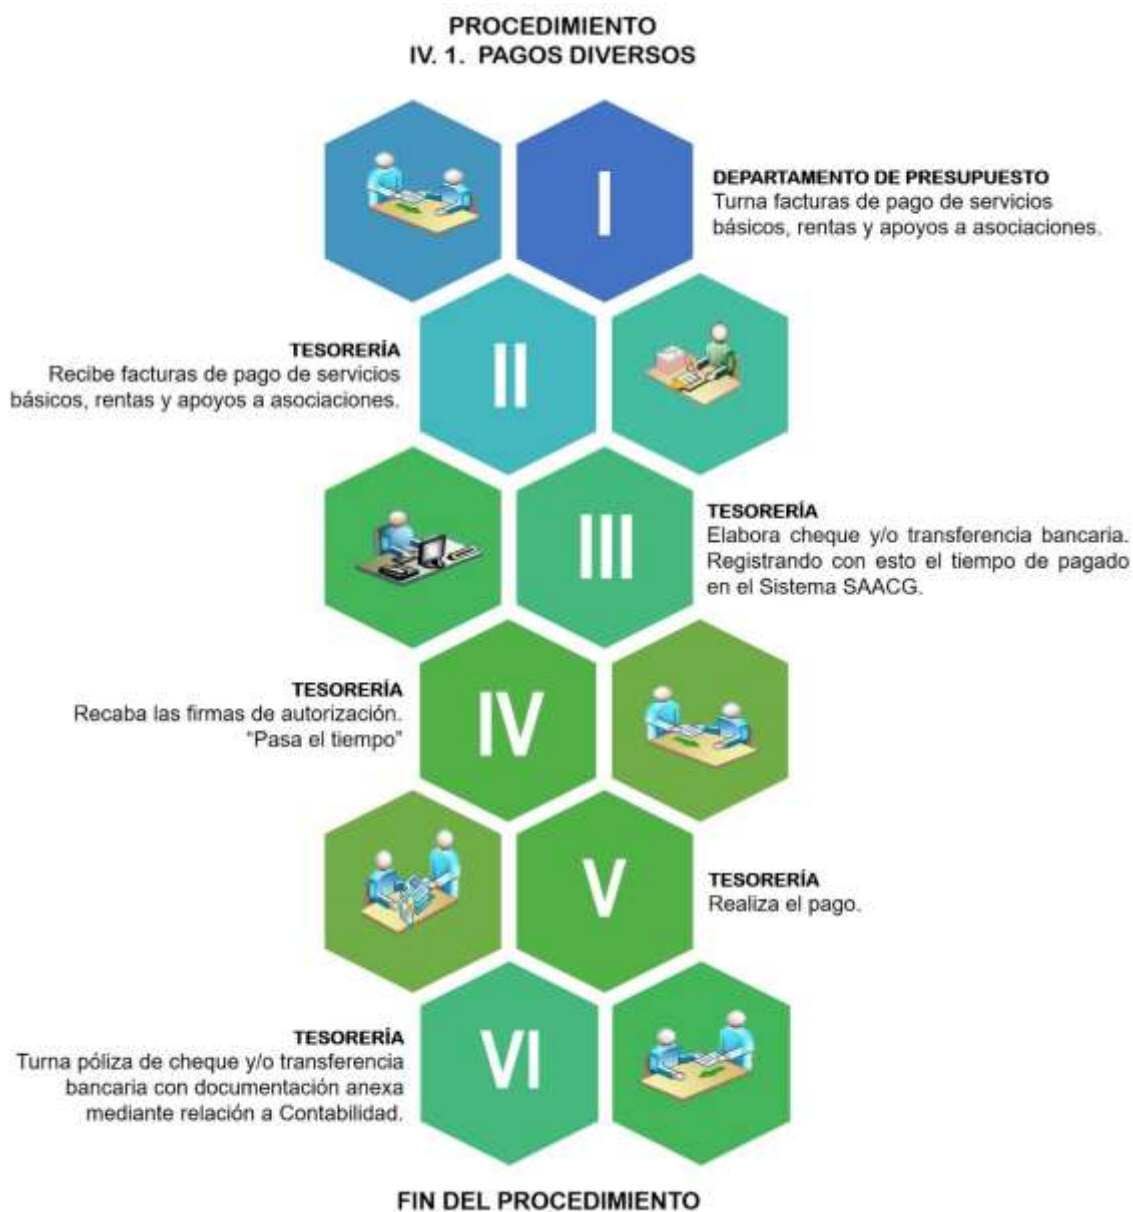 PROCEDIMIENTO
IV. 1. PAGOS DIVERSOS
I
DEPARTAMENTO DE PRESUPUESTO
Turna facturas de pago de servicios
básicos, rentas y apoyos a asociaciones.
TESORERÍA
Recibe facturas de pago de servicios
básicos, rentas y apoyos a asociaciones.
II
III
TESORERÍA
Elabora cheque y/o transferencia bancaria.
Registrando con esto el tiempo de pagado
en el Sistema SAACG.
TESORERÍA
Recaba las firmas de autorización.
“Pasa el tiempo”
IV
V
TESORERÍA
Realiza el pago.
TESORERÍA
Turna póliza de cheque y/o transferencia
bancaria con documentación anexa
mediante relación a Contabilidad.
VI
FIN DEL PROCEDIMIENTO